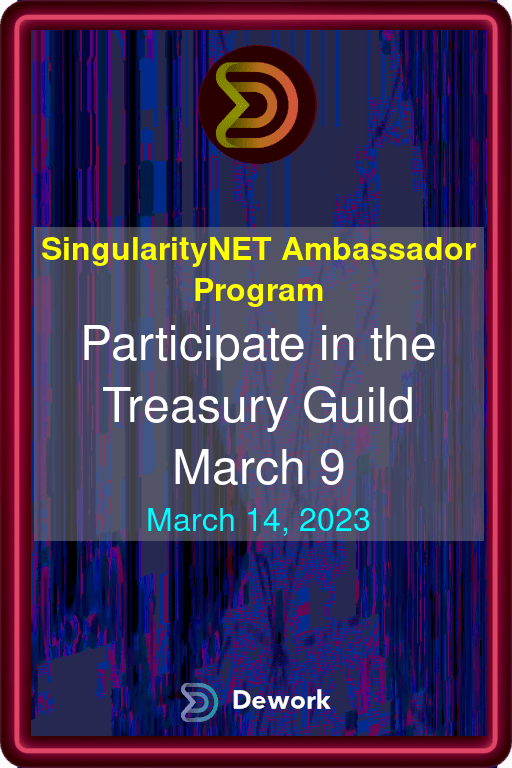 SingularityNET Ambassador
Program
Participate in the
Treasury Guild
March 9
March 14, 2023
Dework